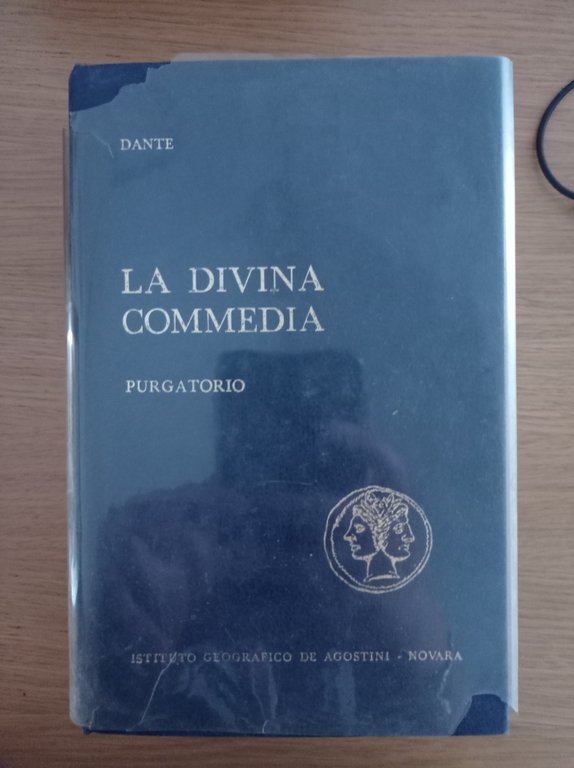 DANTE
LA DIVINA
COMMEDIA
PURGATORIO
ISTITUTO GEOGRAFICO DE AGOSTINI - NOVARA